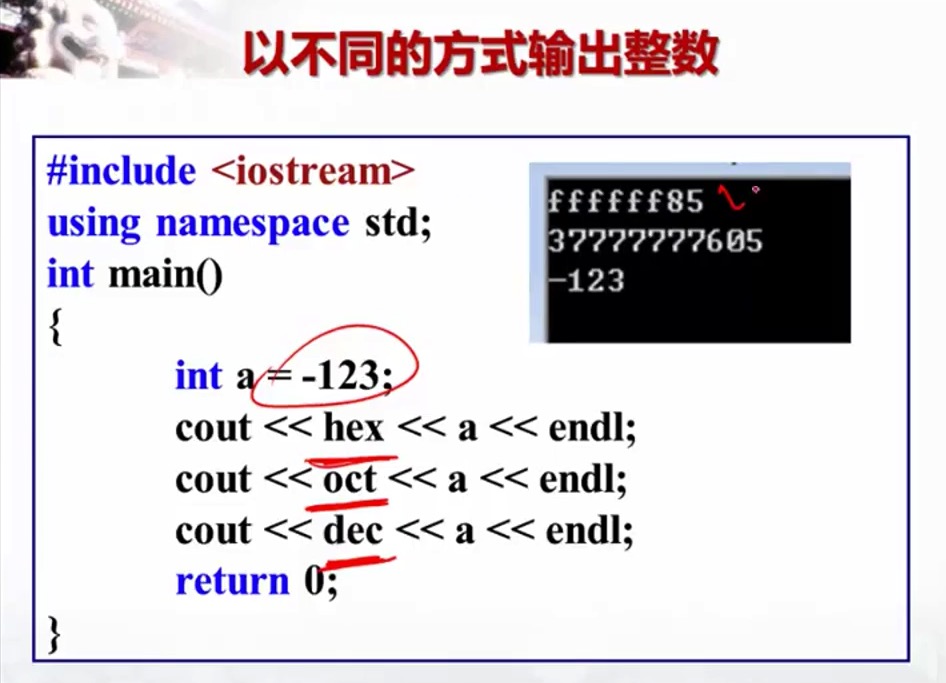 以不同的方式输出整数
#include <iostream>
using namespace std;
int main()
{
int a = -123;
cout << hex << a << endl;
cout << oct << a << endl;
cout << dec << a << endl;
return 0;
}
ffffff85
37777777605
-123